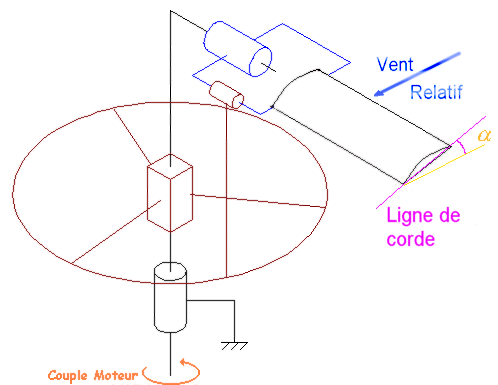 Vent
Relatif
α
Ligne de
corde
Couple Moteur